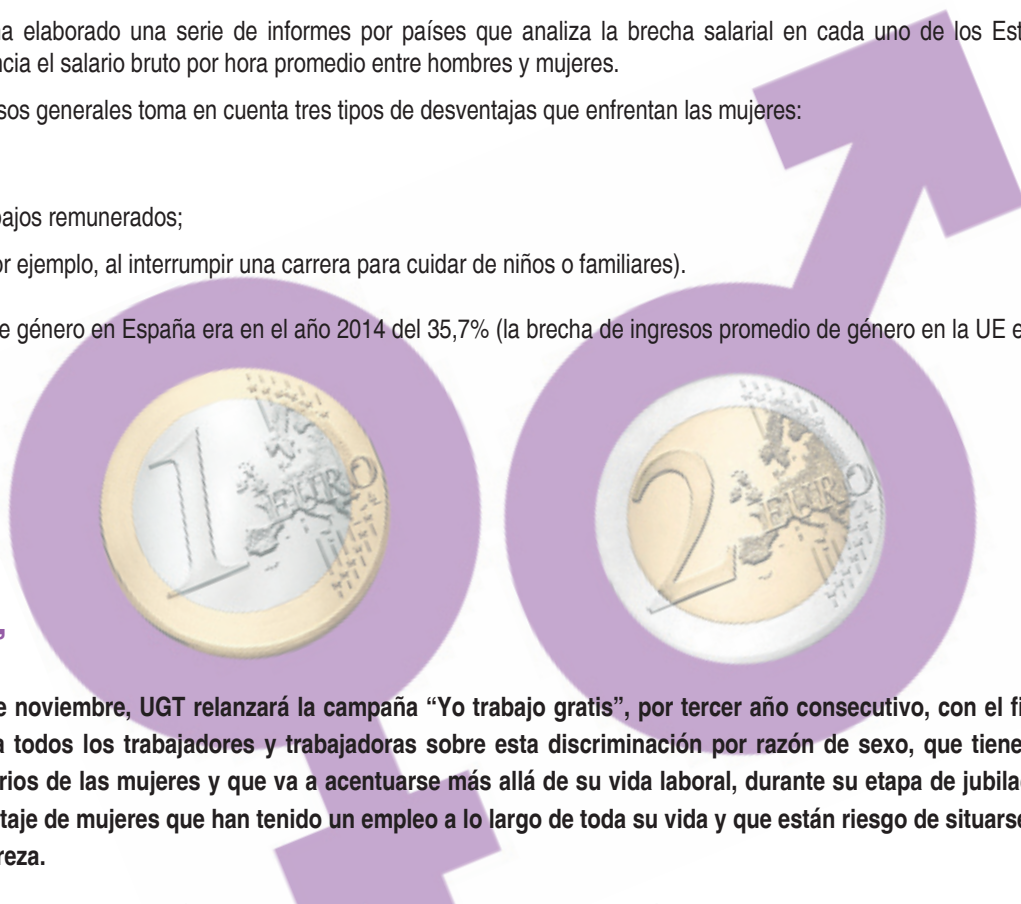 a elaborado una serie de informes por países que analiza la brecha salarial en cada uno de los Est
ncia el salario bruto por hora promedio entre hombres y mujeres.
sos generales toma en cuenta tres tipos de desventajas que enfrentan las mujeres:
bajos remunerados;
or ejemplo, al interrumpir una carrera para cuidar de niños o familiares).
e género en España era en el año 2014 del 35,7% (la brecha de ingresos promedio de género en la UE e
1 EURO
2 EURO
”
e noviembre, UGT relanzará la campaña “Yo trabajo gratis”, por tercer año consecutivo, con el fi
a todos los trabajadores y trabajadoras sobre esta discriminación por razón de sexo, que tiene
rios de las mujeres y que va a acentuarse más allá de su vida laboral, durante su etapa de jubila
taje de mujeres que han tenido un empleo a lo largo de toda su vida y que están riesgo de situarse
reza.